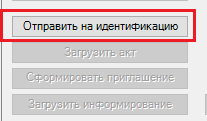 Отправить на идентификацию
Загрузить акт
Сформировать приглашение
Загрузить информирование